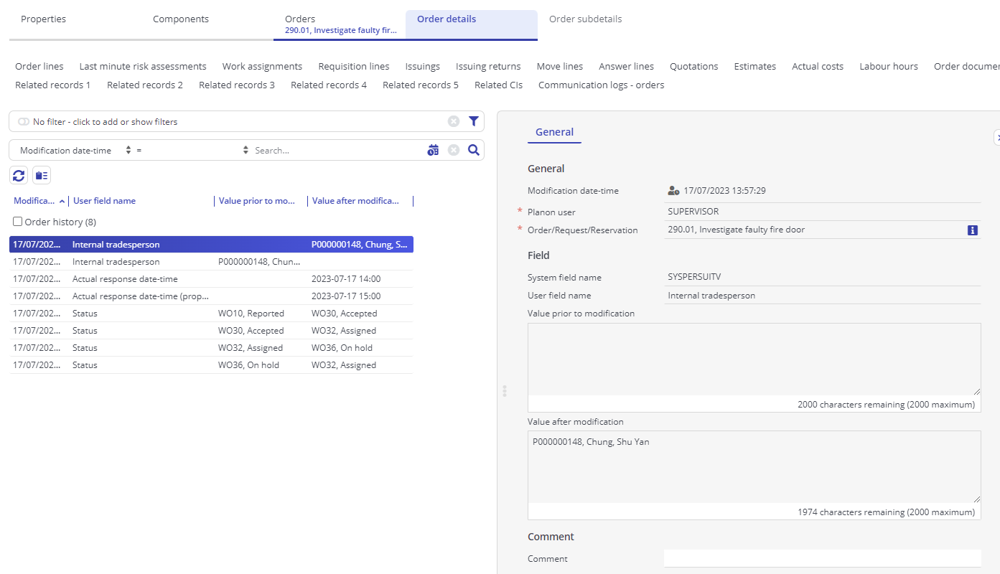 Properties Components Orders Order details Order subdetails
290.01, Investigate faulty fir...
Order lines Last minute risk assessments Work assignments Requisition lines Issuings Issuing returns Move lines Answer lines Quotations Estimates Actual costs Labour hours Order documen
Related records 1 Related records 2 Related records 3 Related records 4 Related records 5 Related CIs Communication logs - orders
No filter - click to add or show filters
Modification date-time = Search...
Modifica... User field name Value prior to mo... Value after modifica...
Order history (8)
17/07/202... Internal tradesperson P000000148, Chung, S...
17/07/202... Internal tradesperson P000000148, Chun...
17/07/202... Actual response date-time 2023-07-17 14:00
17/07/202... Actual response date-time (prop... 2023-07-17 15:00
17/07/202... Status WO10, Reported WO30, Accepted
17/07/202... Status WO30, Accepted WO32, Assigned
17/07/202... Status WO32, Assigned WO36, On hold
17/07/202... Status WO36, On hold WO32, Assigned
General
General
Modification date-time 17/07/2023 13:57:29
* Planon user SUPERVISOR
* Order/Request/Reservation 290.01, Investigate faulty fire door
Field
System field name SYSPERSUITV
User field name Internal tradesperson
Value prior to modification
2000 characters remaining (2000 maximum)
Value after modification
P000000148, Chung, Shu Yan
1974 characters remaining (2000 maximum)
Comment
Comment